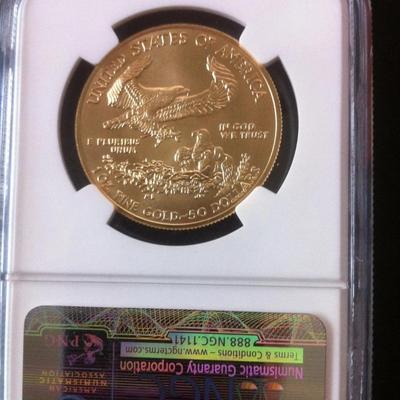 UNITED STATES OF AMERICA
E PLURIBUS
UNUM
IN GOD
WE TRUST
1 OZ. FINE GOLD~50 DOLLARS
888.NGC.1141
Terms & Conditions – www.ngcterms.com
Numismatic Guaranty Corporation
NGC
PNG
AMERICAN
NUMISMATIC
ASSOCIATION